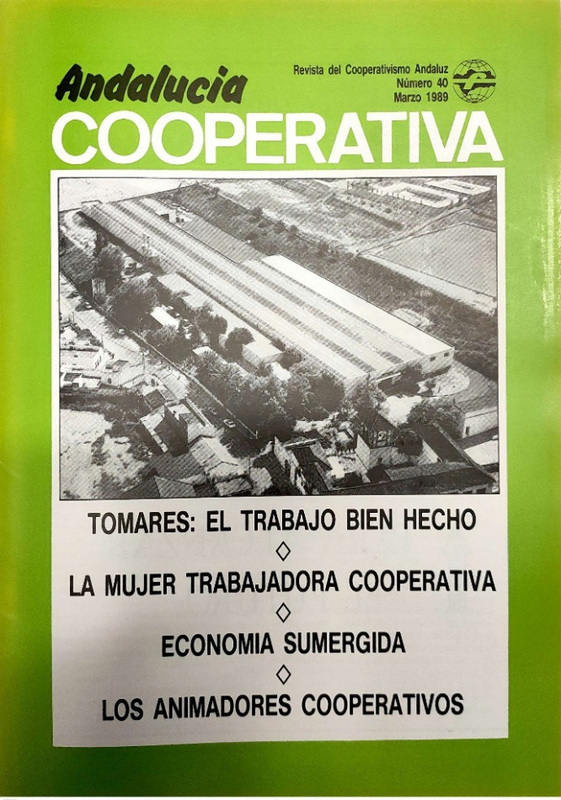 Andalucía
Revista del Cooperativismo Andaluz
Número 40
Marzo 1989
COOPERATIVA
TOMARES: EL TRABAJO BIEN HECHO
LA MUJER TRABAJADORA COOPERATIVA
ECONOMIA SUMERGIDA
LOS ANIMADORES COOPERATIVOS